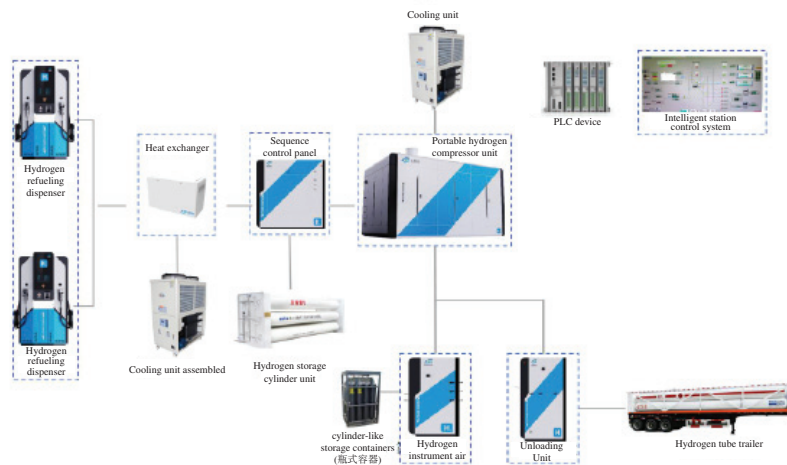 Cooling unit
PLC device
Intelligent station
control system
Hydrogen
refueling
dispenser
Heat exchanger
Sequence
control panel
Portable hydrogen
compressor unit
Hydrogen
refueling
dispenser
Cooling unit assembled
Hydrogen storage
cylinder unit
cylinder-like
storage containers
(瓶式容器)
Hydrogen
instrument air
Unloading
Unit
Hydrogen tube trailer